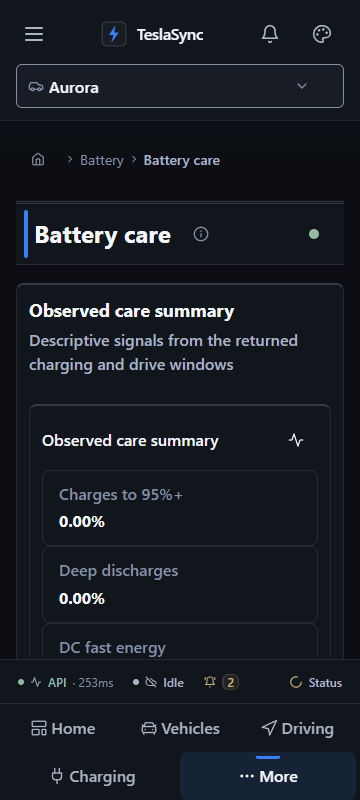 TeslaSync
Aurora
Battery
Battery care
Battery care
Observed care summary
Descriptive signals from the returned
charging and drive windows
Observed care summary
Charges to 95%+
0.00%
Deep discharges
0.00%
DC fast energy
API · 253ms
Idle
2
Status
Home
Vehicles
Driving
Charging
More